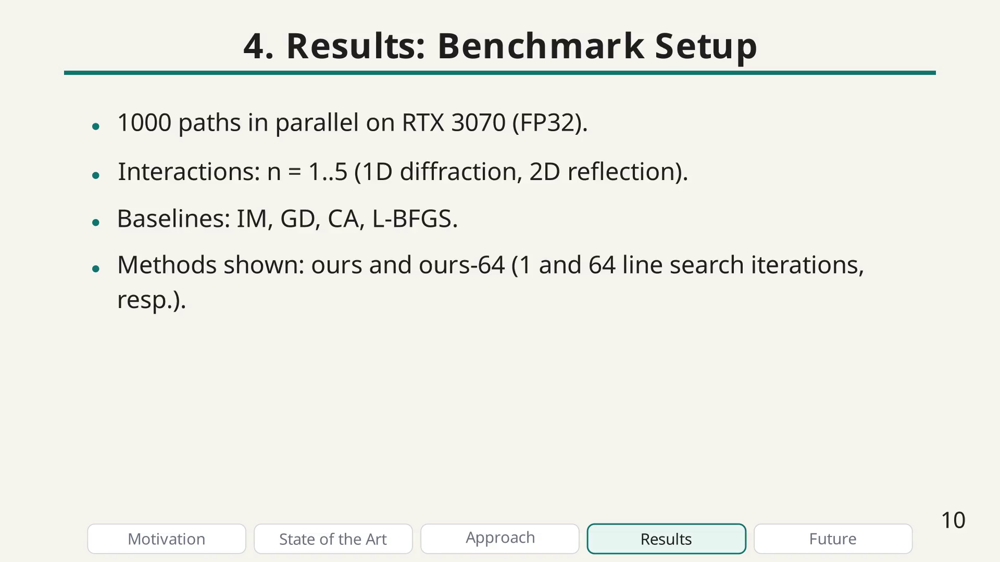 4. Results: Benchmark Setup
1000 paths in parallel on RTX 3070 (FP32).
Interactions: n = 1..5 (1D diffraction, 2D reflection).
Baselines: IM, GD, CA, L-BFGS.
Methods shown: ours and ours-64 (1 and 64 line search iterations,
resp.).
10
Motivation
State of the Art
Approach
Results
Future